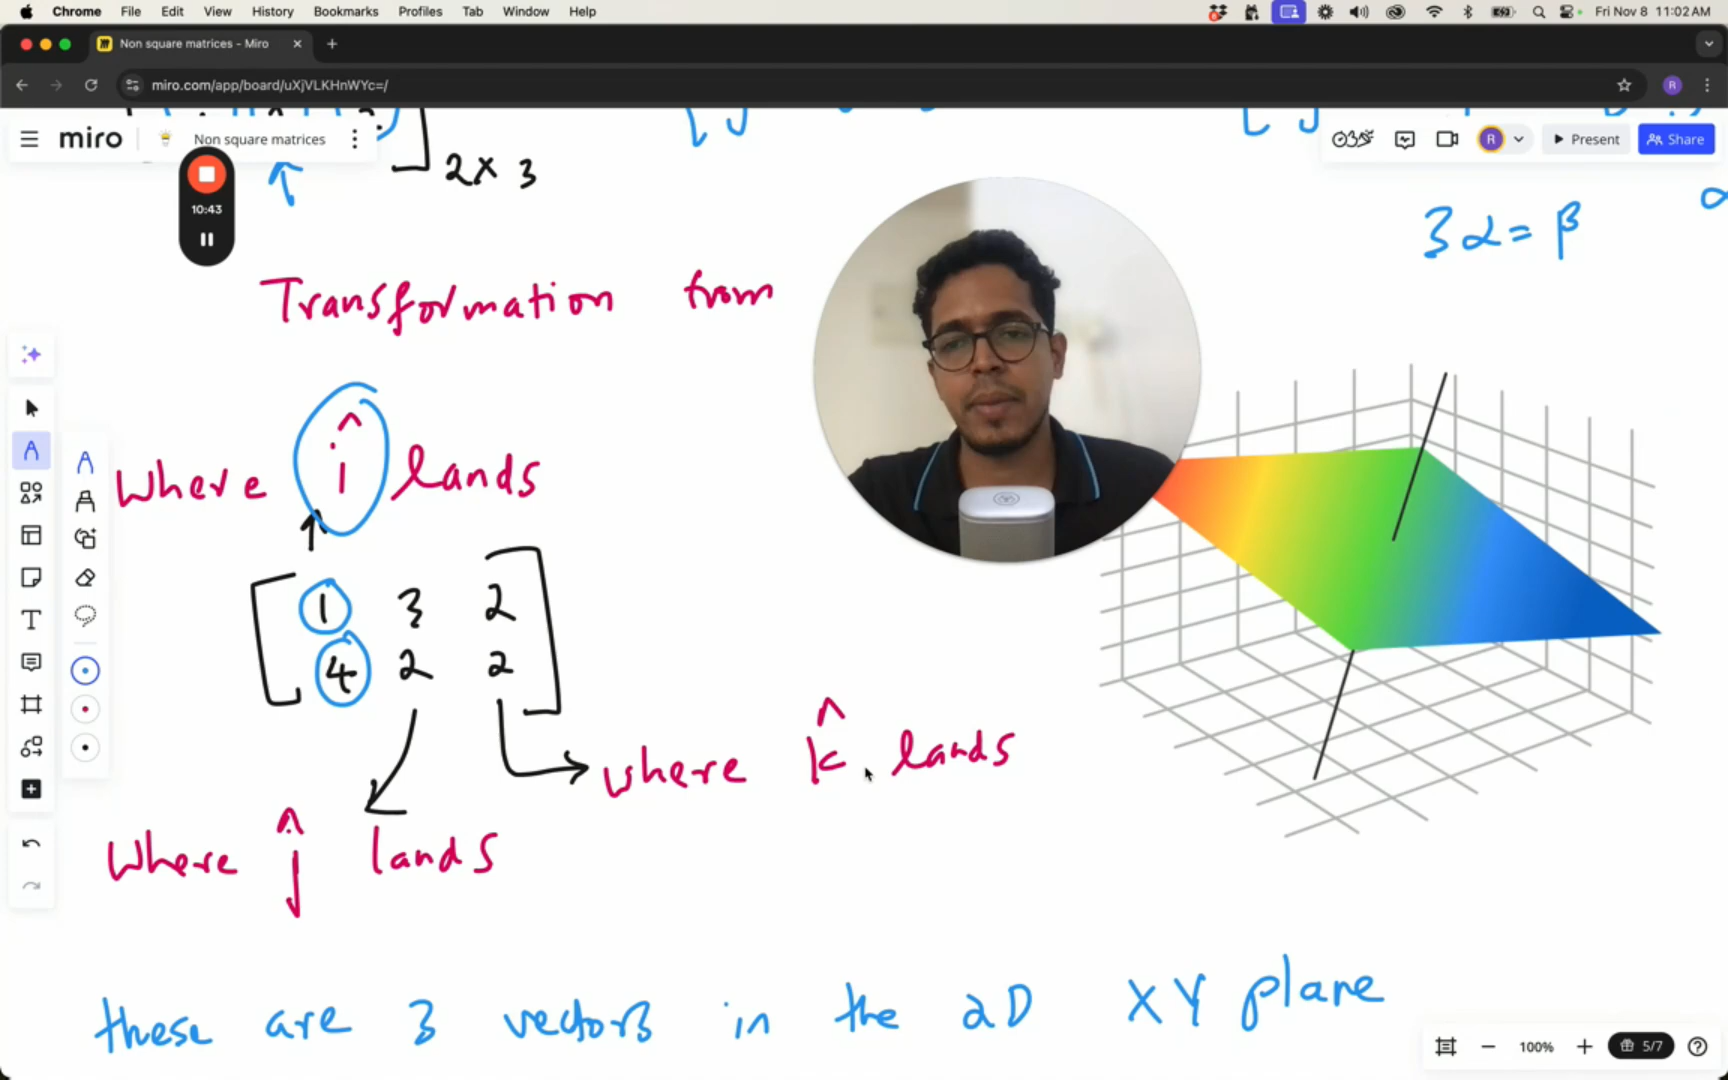 Chrome File Edit View History Bookmarks Profiles Tab Window Help Fri Nov 8 11:02 AM
Non square matrices - Miro
miro.com/app/board/uXjVLKHnWYc=/
miro Non square matrices Present Share
R
R
2 x 3
10:43
3α = β
Transformation from
where î lands
1 3 2
4 2 2
where k̂ lands
where ĵ lands
these are 3 vectors in the 2D XY plane
100% 5/7